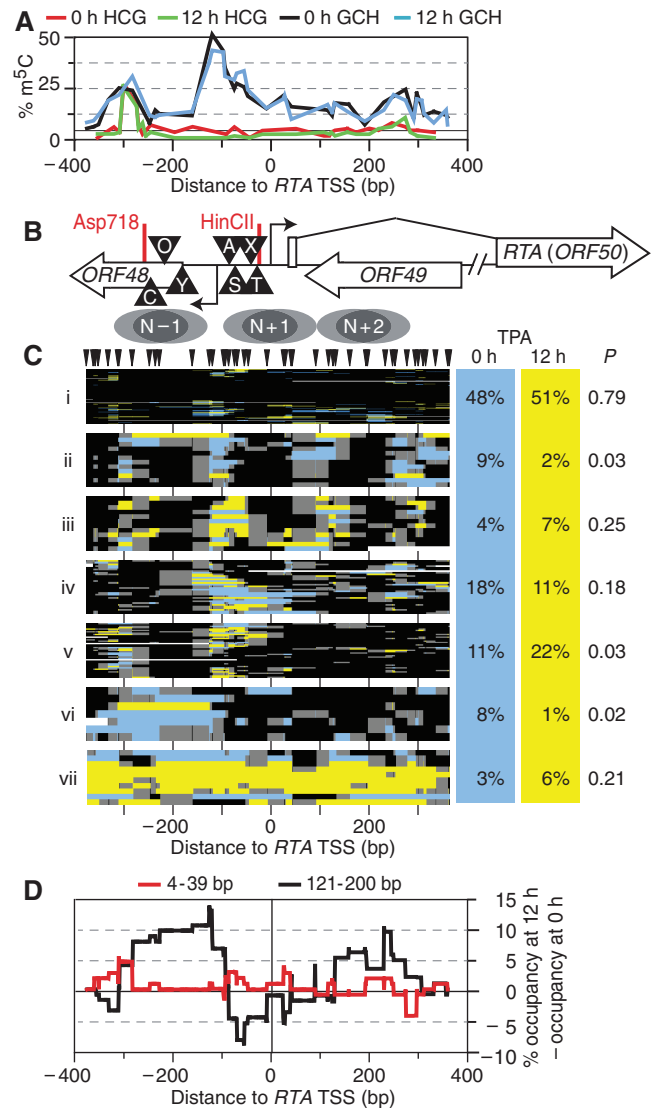 A
0 h HCG 12 h HCG 0 h GCH 12 h GCH
50
% m⁵C
25
0
−400 −200 0 200 400
Distance to RTA TSS (bp)
B
Asp718 HinCII
O A X
ORF48 ORF49 RTA (ORF50)
C Y S T
N−1 N+1 N+2
C
TPA
0 h 12 h P
i 48% 51% 0.79
ii 9% 2% 0.03
iii 4% 7% 0.25
iv 18% 11% 0.18
v 11% 22% 0.03
vi 8% 1% 0.02
vii 3% 6% 0.21
−200 0 200
Distance to RTA TSS (bp)
D
4-39 bp 121-200 bp
15
10
5
0
−5
−10
% occupancy at 12 h
− occupancy at 0 h
−400 −200 0 200 400
Distance to RTA TSS (bp)